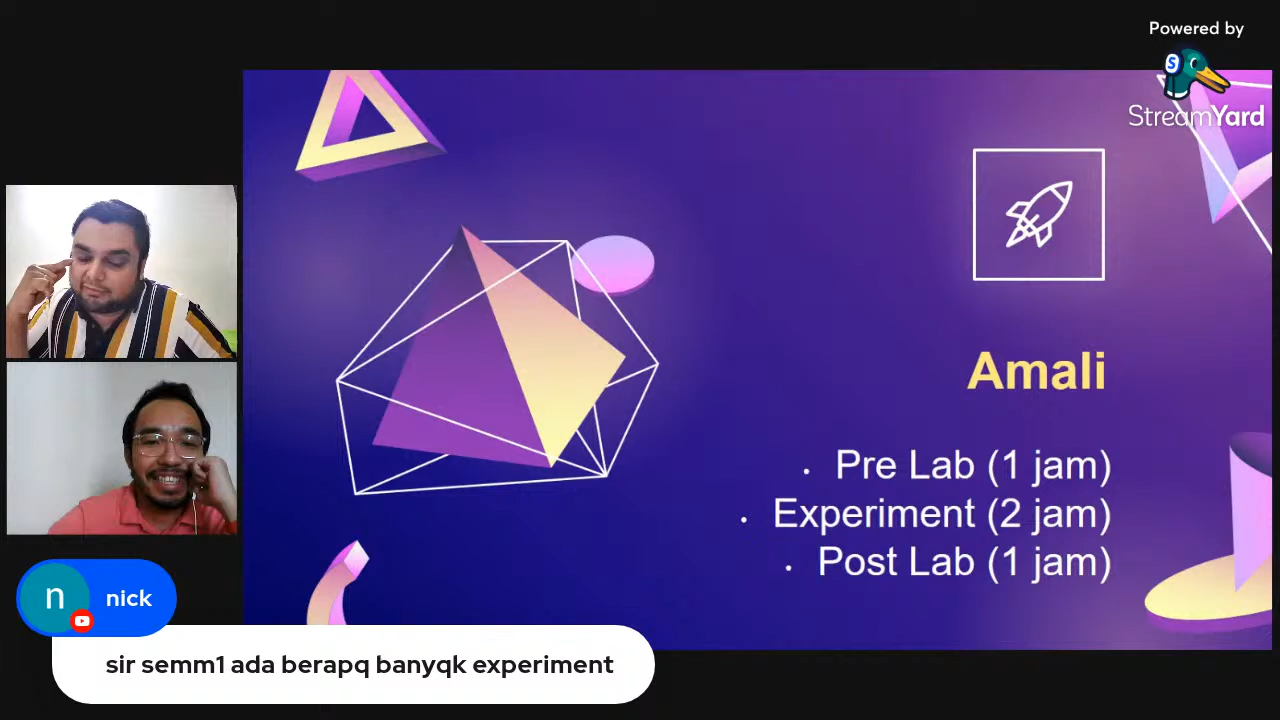 Powered by
S
StreamYard
Amali
• Pre Lab (1 jam)
• Experiment (2 jam)
• Post Lab (1 jam)
n
nick
sir semm1 ada berapq banyqk experiment